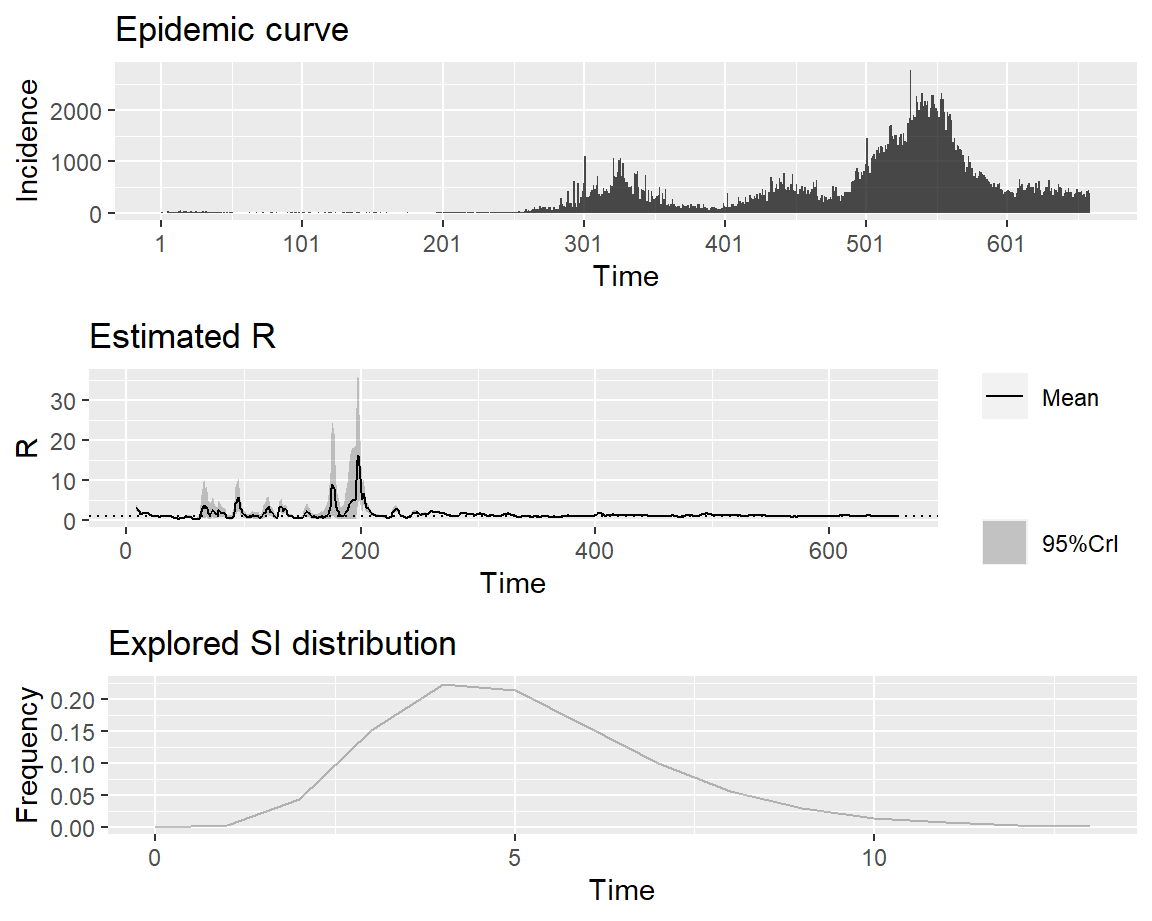 Epidemic curve
Incidence
2000
1000
0
1 101 201 301 401 501 601
Time
Estimated R
R
30
20
10
0
0 200 400 600
Time
Mean
95%CrI
Explored SI distribution
Frequency
0.20
0.15
0.10
0.05
0.00
0 5 10
Time